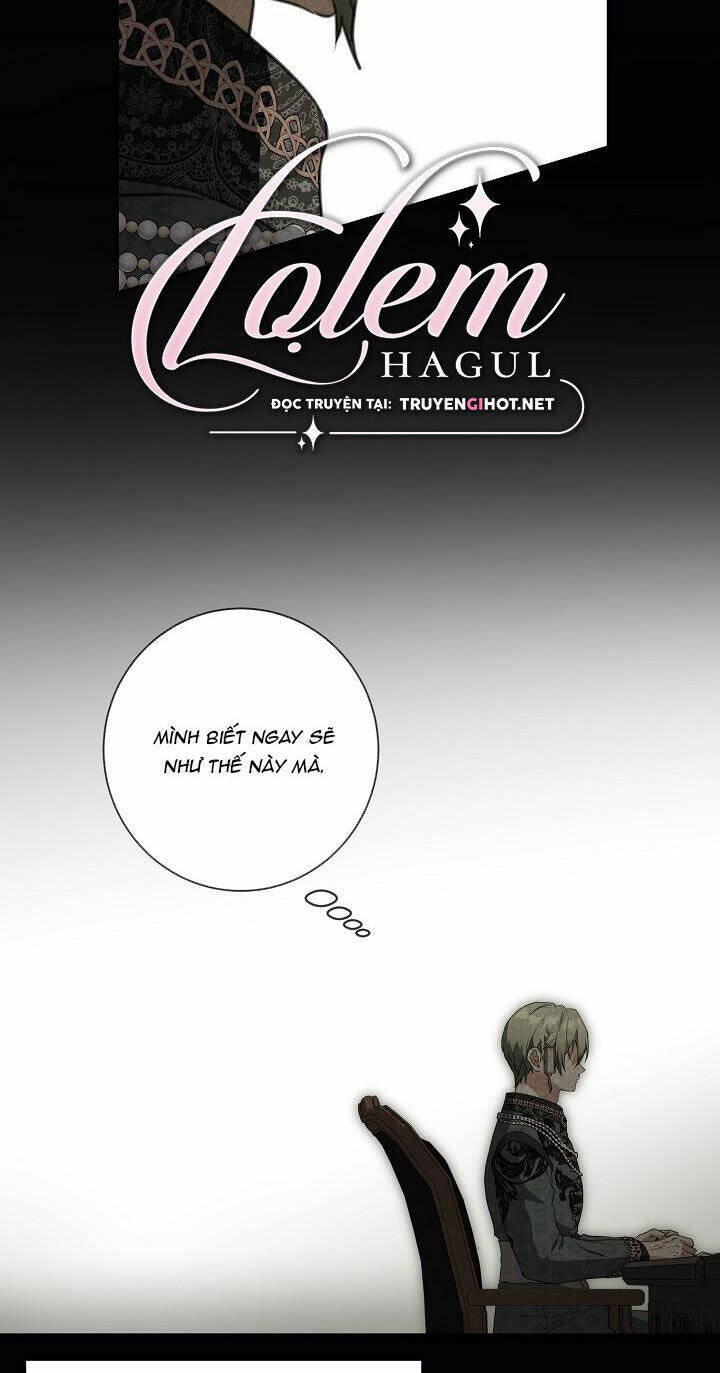 Lọlem
HAGUL
ĐỌC TRUYỆN TẠI: TRUYENGIHOT.NET
MÌNH BIẾT NGAY SẼ
NHƯ THẾ NÀY MÀ.